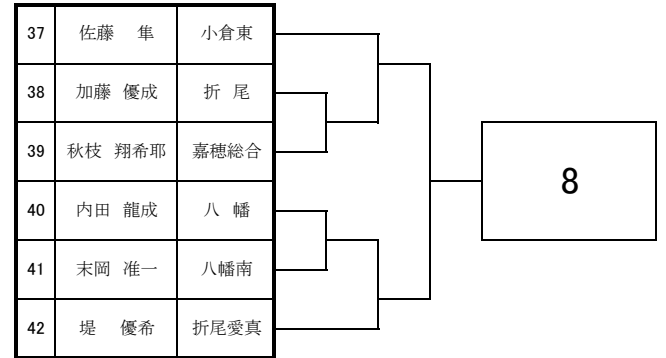 37 佐藤 隼 小倉東
38 加藤 優成 折 尾
39 秋枝 翔希耶 嘉穂総合
40 内田 龍成 八 幡
41 末岡 准一 八幡南
42 堤 優希 折尾愛真
8